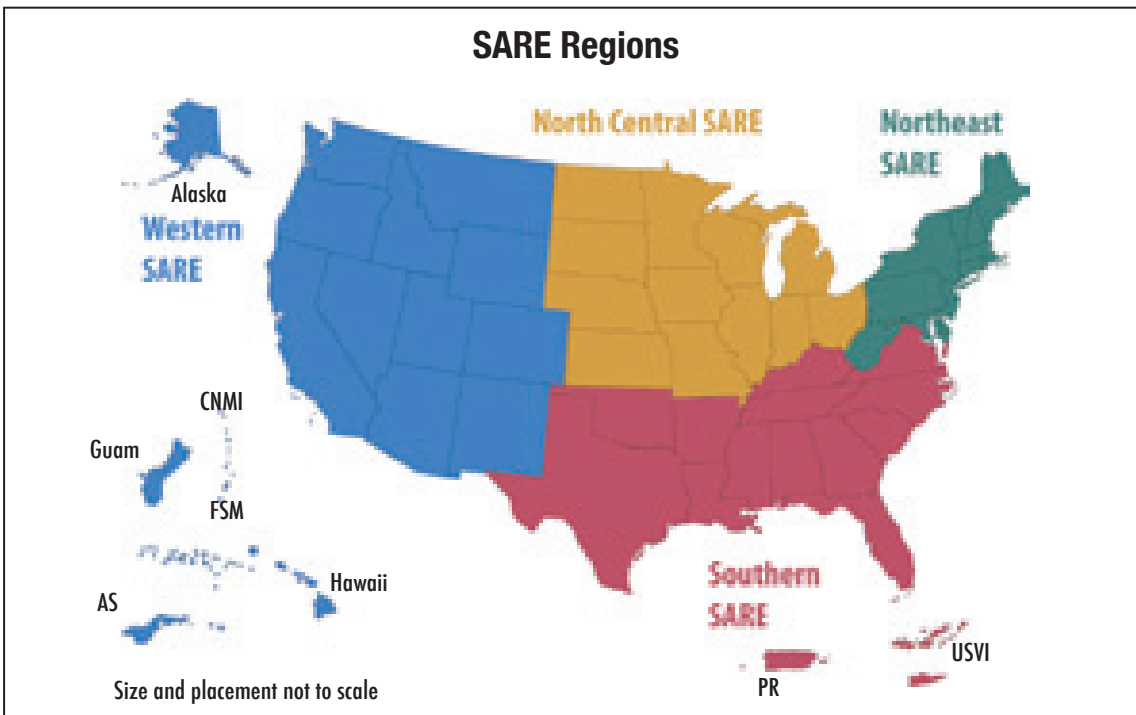 SARE Regions
North Central SARE
Northeast
SARE
Alaska
Western
SARE
CNMI
Guam
FSM
Hawaii
AS
Southern
SARE
USVI
PR
Size and placement not to scale